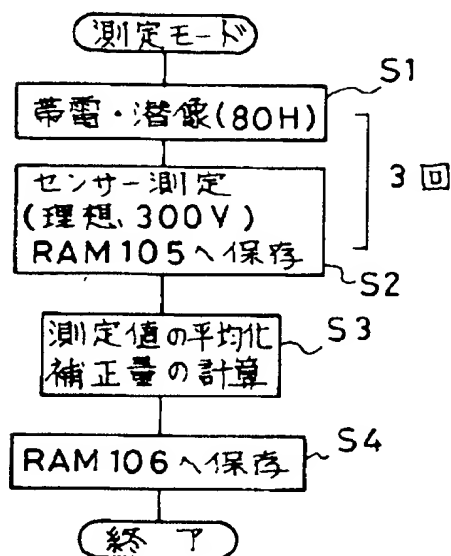 測定モード
S1
帯電・潜像(80H)
3回
センサー測定
(理想、300V)
RAM105へ保存
S2
測定値の平均化
補正量の計算
S3
RAM106へ保存
S4
終了